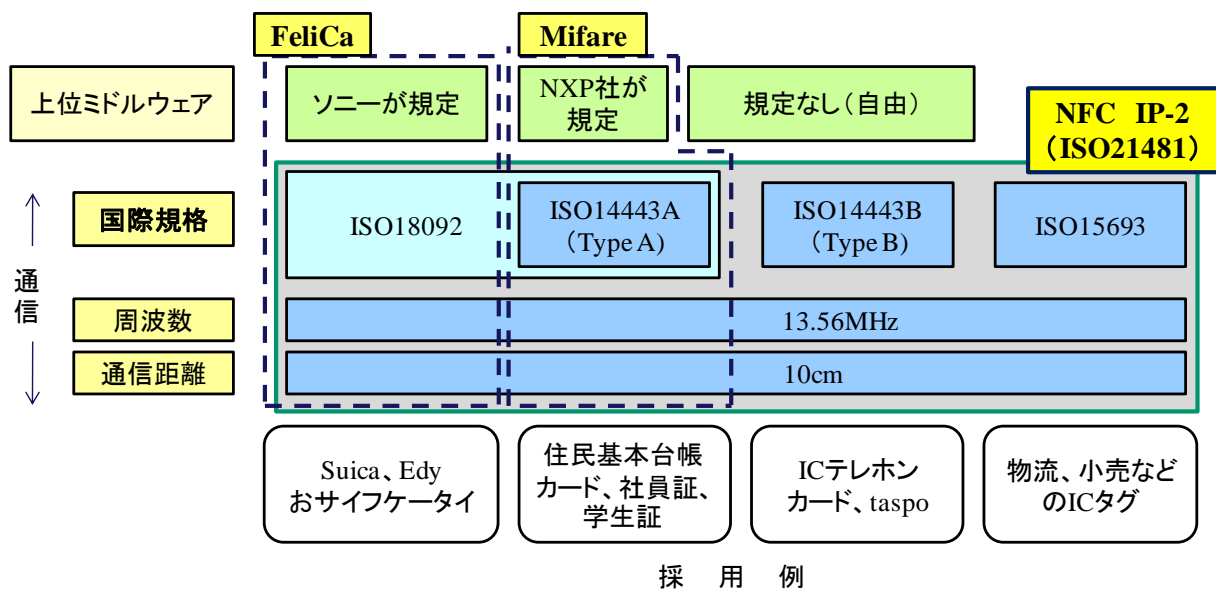 FeliCa
Mifare
上位ミドルウェア
ソニーが規定
NXP社が
規定
規定なし（自由）
NFC IP-2
（ISO21481）
通信
国際規格
ISO18092
ISO14443A
（Type A）
ISO14443B
（Type B）
ISO15693
周波数
13.56MHz
通信距離
10cm
Suica、Edy
おサイフケータイ
住民基本台帳
カード、社員証、
学生証
ICテレホン
カード、taspo
物流、小売など
のICタグ
採 用 例